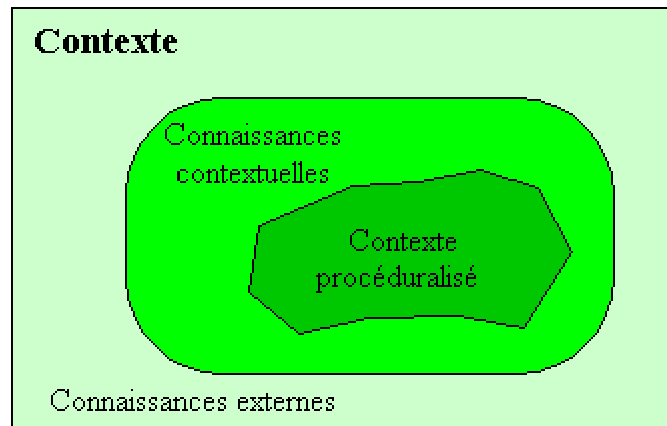 Contexte
Connaissances
contextuelles
Contexte
procéduralisé
Connaissances externes